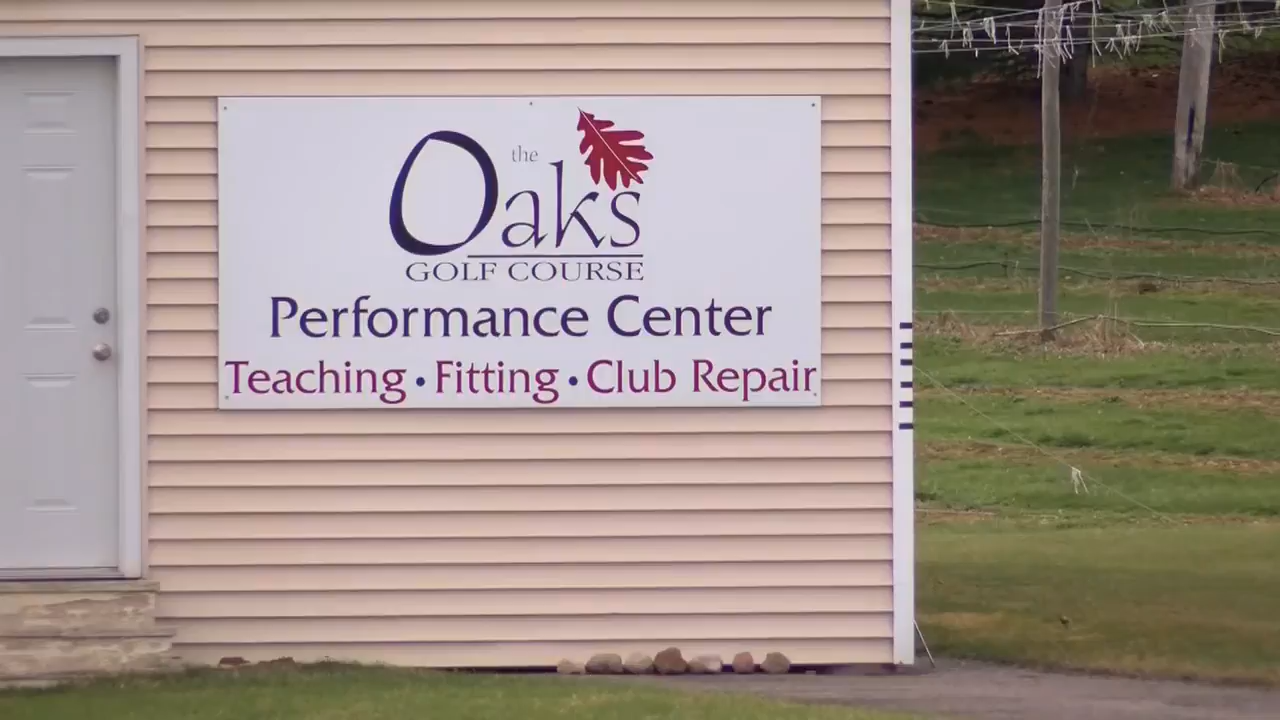 the
Oaks
GOLF COURSE
Performance Center
Teaching • Fitting • Club Repair